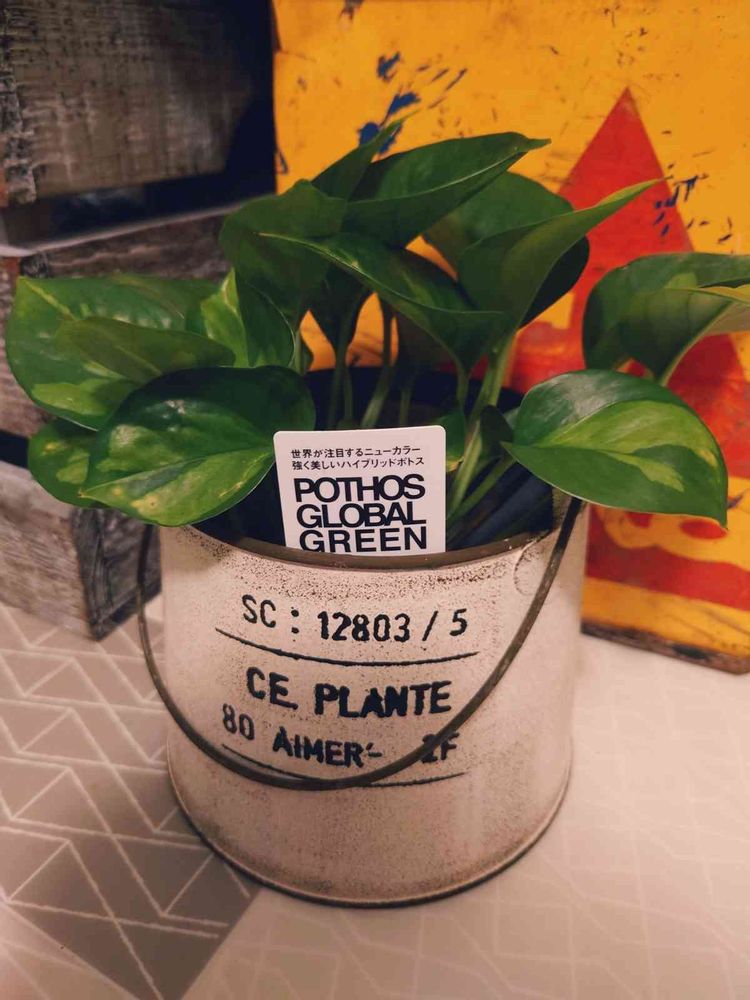 世界が注目するニューカラー
強く美しいハイブリッドポトス
POTHOS
GLOBAL
GREEN
SC : 12803 / 5
CE. PLANTE
80 AIMER- 2F